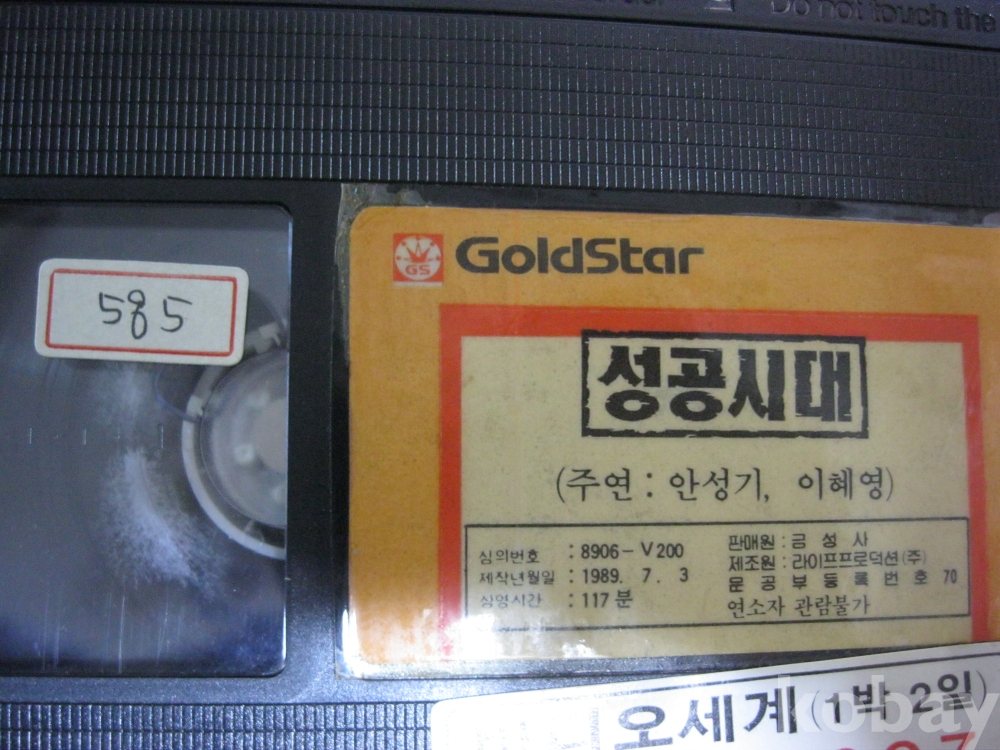 Do not touch the
585
GS
GoldStar
성공시대
(주연 : 안성기, 이혜영)
심의번호 : 8906-V200
제작년월일 : 1989. 7. 3
상영시간 : 117분
판매원 : 금성사
제조원 : 라이프프로덕션(주)
문공부등록번호 70
연소자 관람불가
오세계 (1박 2일)
kobay